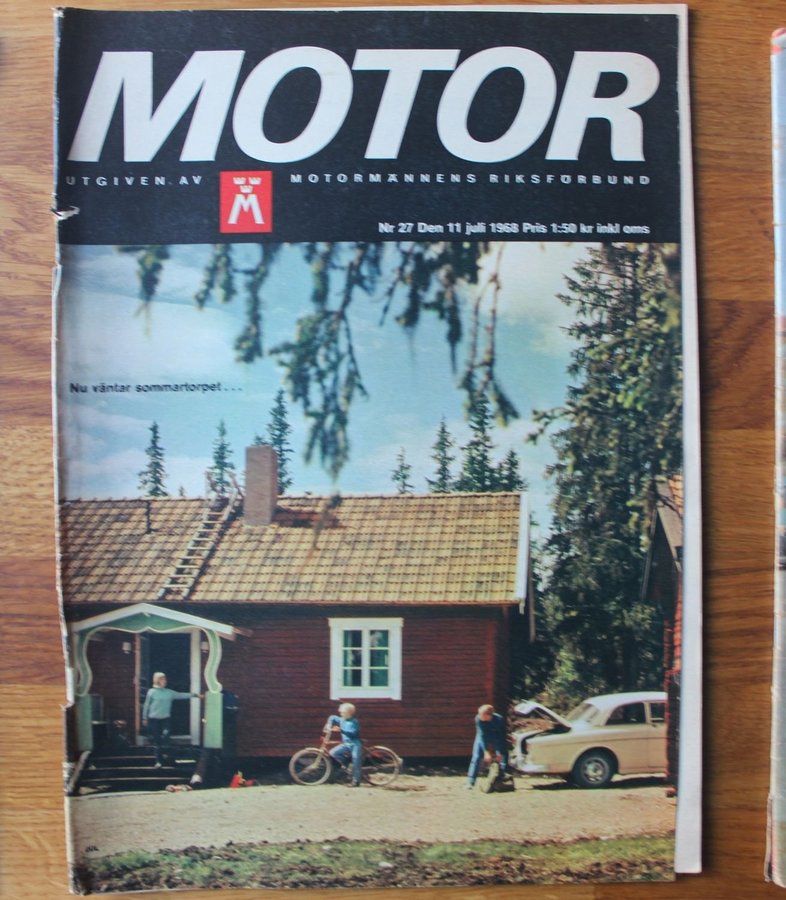 MOTOR
UTGIVEN.AV M MOTORMÄNNENS RIKSFÖRBUND
Nr 27 Den 11 juli 1968 Pris 1:50 kr inkl oms
Nu väntar sommartorpet...